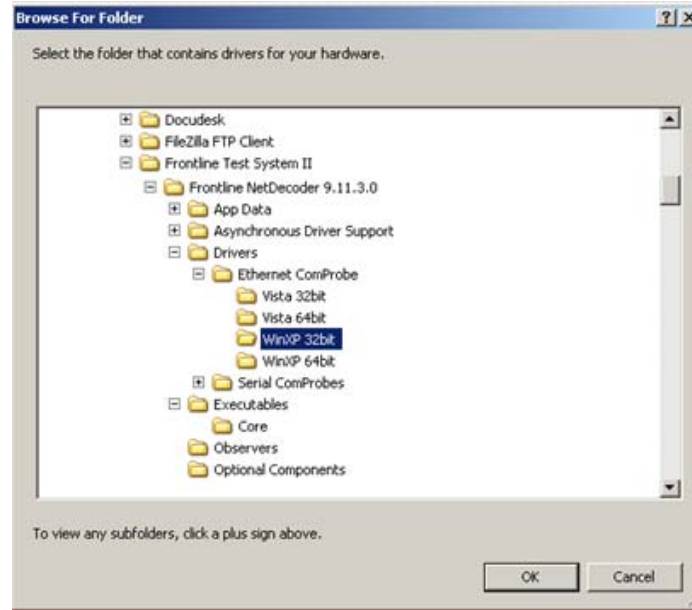 Browse For Folder
Select the folder that contains drivers for your hardware.
Docudesk
FileZilla FTP Client
Frontline Test System II
Frontline NetDecoder 9.11.3.0
App Data
Asynchronous Driver Support
Drivers
Ethernet ComProbe
Vista 32bit
Vista 64bit
WinXP 32bit
WinXP 64bit
Serial ComProbes
Executables
Core
Observers
Optional Components
To view any subfolders, click a plus sign above.
OK Cancel